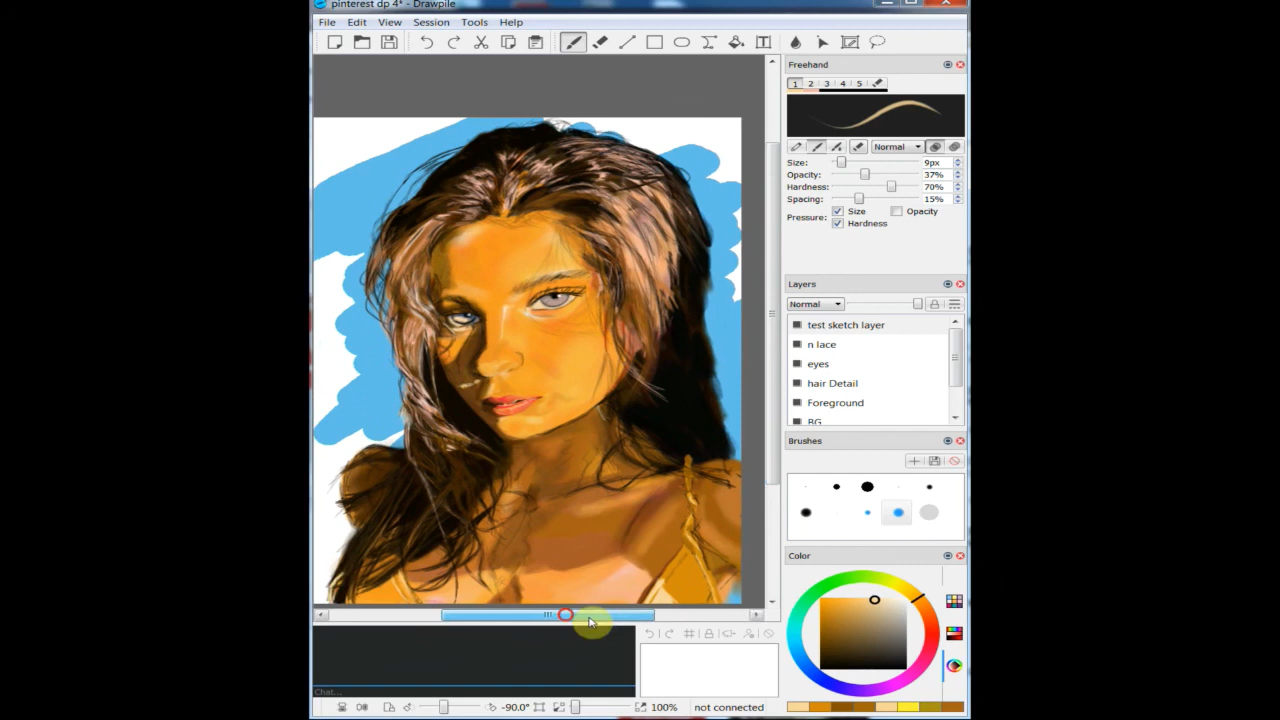 pinterest dp 4* - Drawpile
File Edit View Session Tools Help
Freehand
1 2 3 4 5
Normal
Size: 9px
Opacity: 37%
Hardness: 70%
Spacing: 15%
Pressure: Size Opacity
Hardness
Layers
Normal
test sketch layer
n lace
eyes
hair Detail
Foreground
BG
Brushes
Color
Chat...
-90.0° 100% not connected